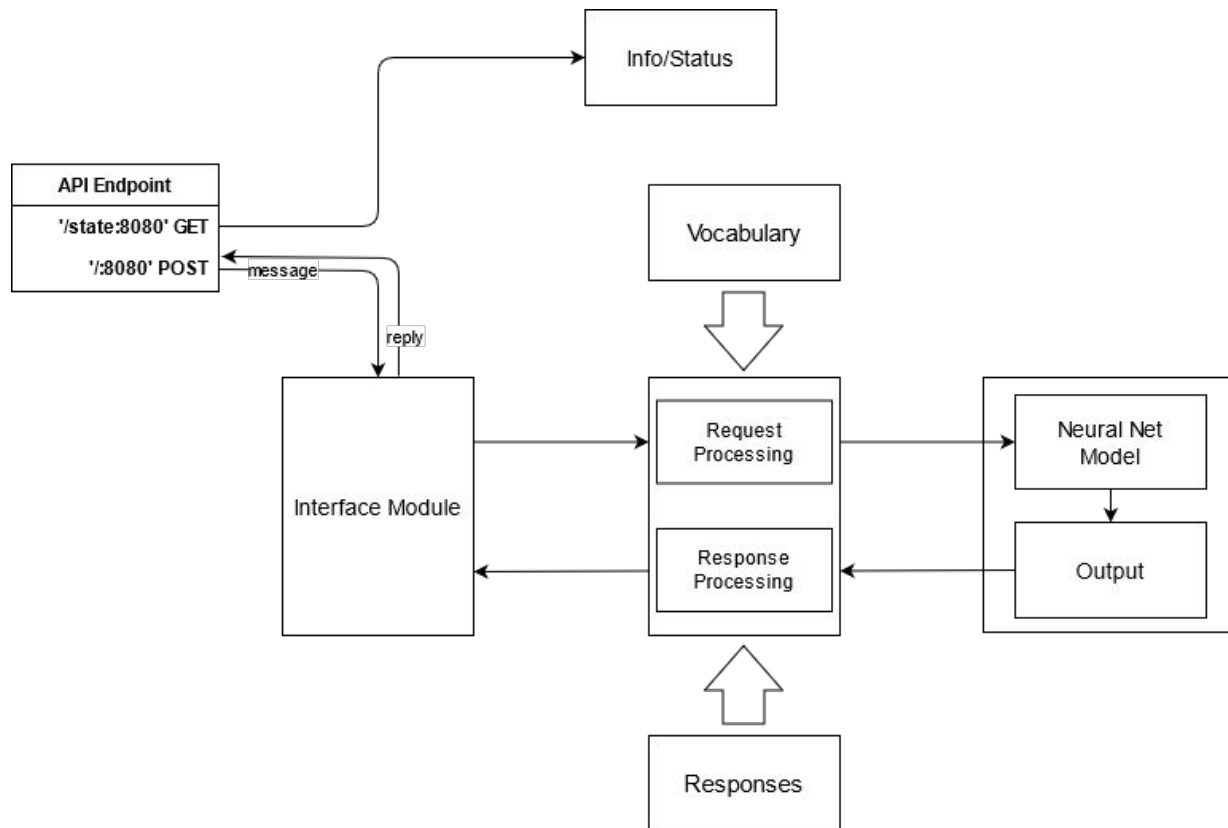 Info/Status
API Endpoint
'/state:8080' GET
'/:8080' POST
message
reply
Vocabulary
Interface Module
Request
Processing
Response
Processing
Neural Net
Model
Output
Responses